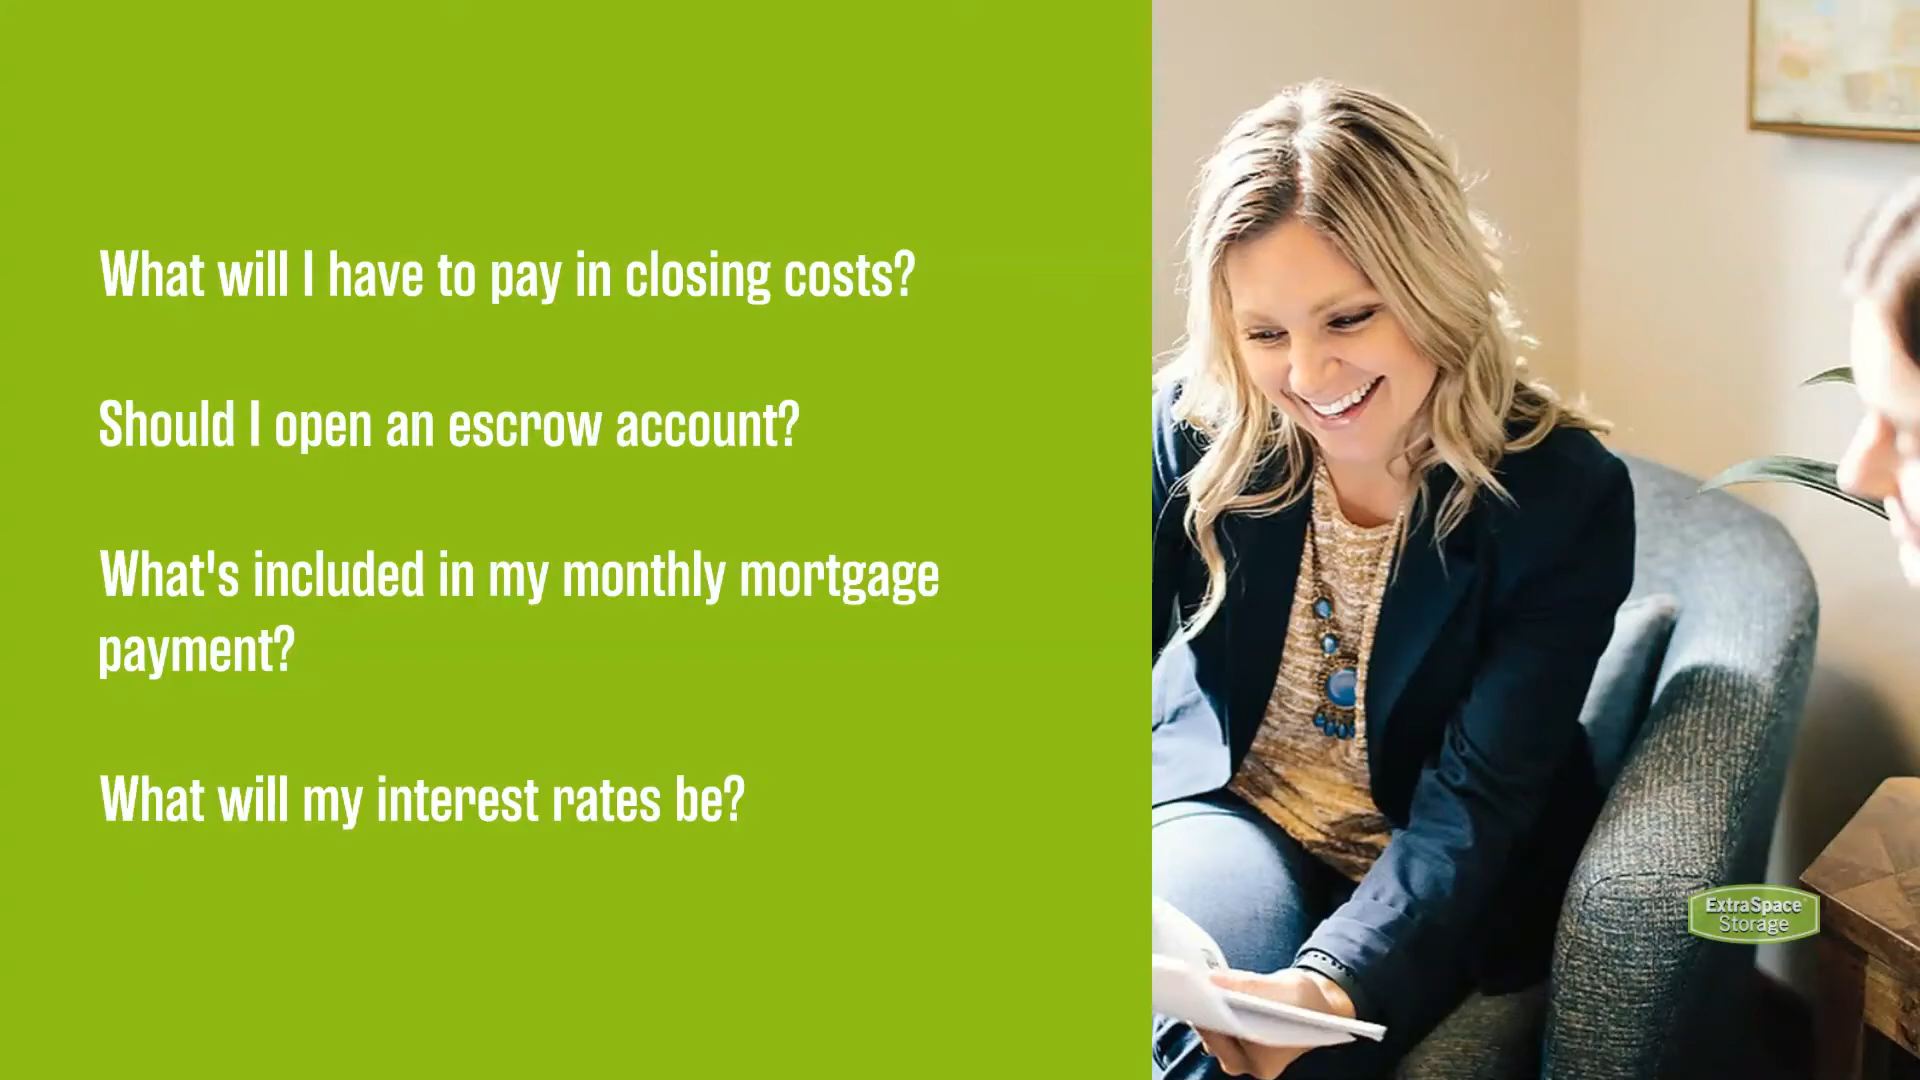 What will I have to pay in closing costs?
Should I open an escrow account?
What's included in my monthly mortgage
payment?
What will my interest rates be?
ExtraSpace
Storage